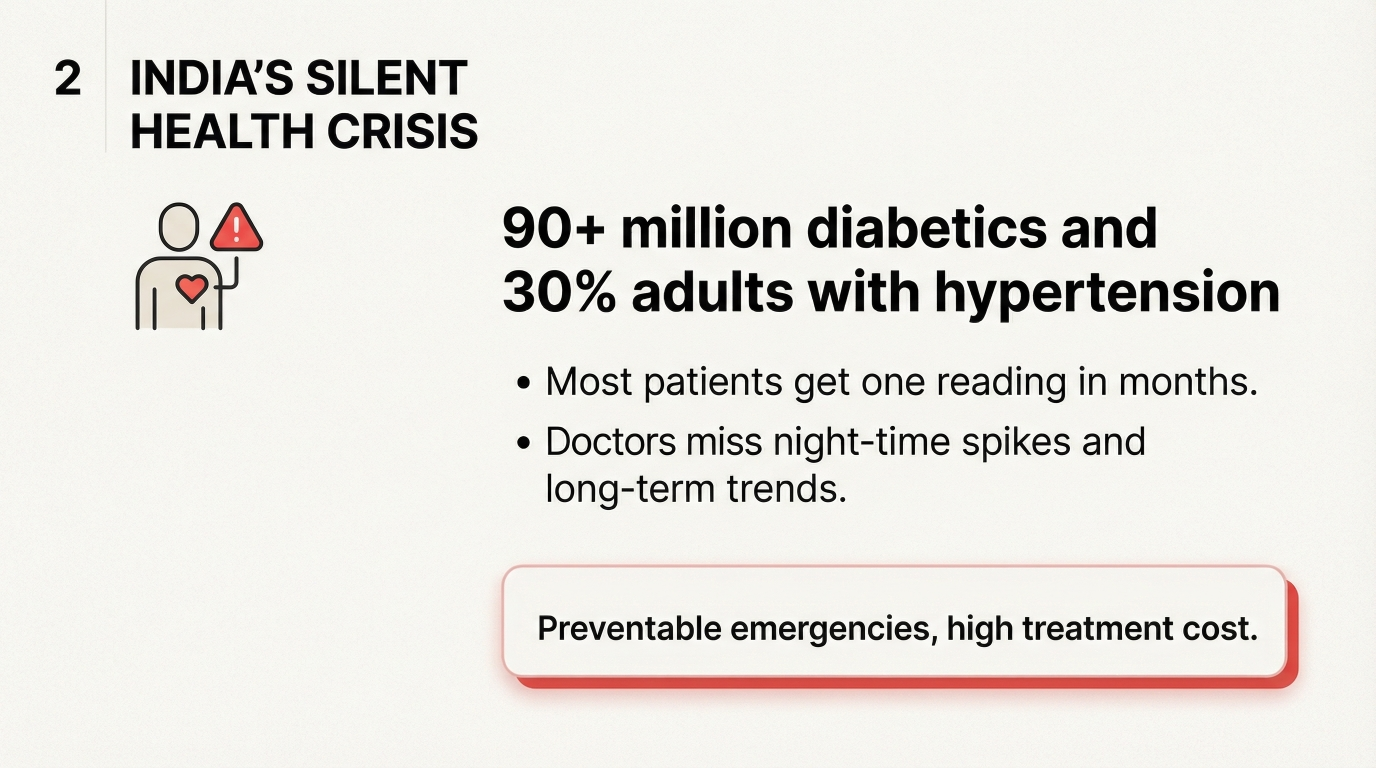 2
INDIA’S SILENT
HEALTH CRISIS
90+ million diabetics and
30% adults with hypertension
• Most patients get one reading in months.
• Doctors miss night-time spikes and
long-term trends.
Preventable emergencies, high treatment cost.